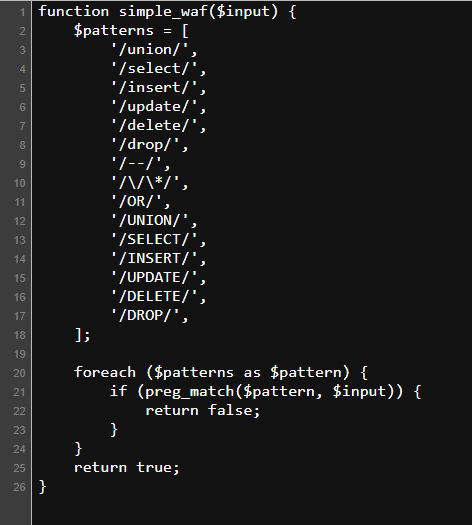 1 function simple_waf($input) {
2     $patterns = [
3         '/union/',
4         '/select/',
5         '/insert/',
6         '/update/',
7         '/delete/',
8         '/drop/',
9         '/--/',
10         '/\/\*/',
11         '/OR/',
12         '/UNION/',
13         '/SELECT/',
14         '/INSERT/',
15         '/UPDATE/',
16         '/DELETE/',
17         '/DROP/',
18     ];
19
20     foreach ($patterns as $pattern) {
21         if (preg_match($pattern, $input)) {
22             return false;
23         }
24     }
25     return true;
26 }